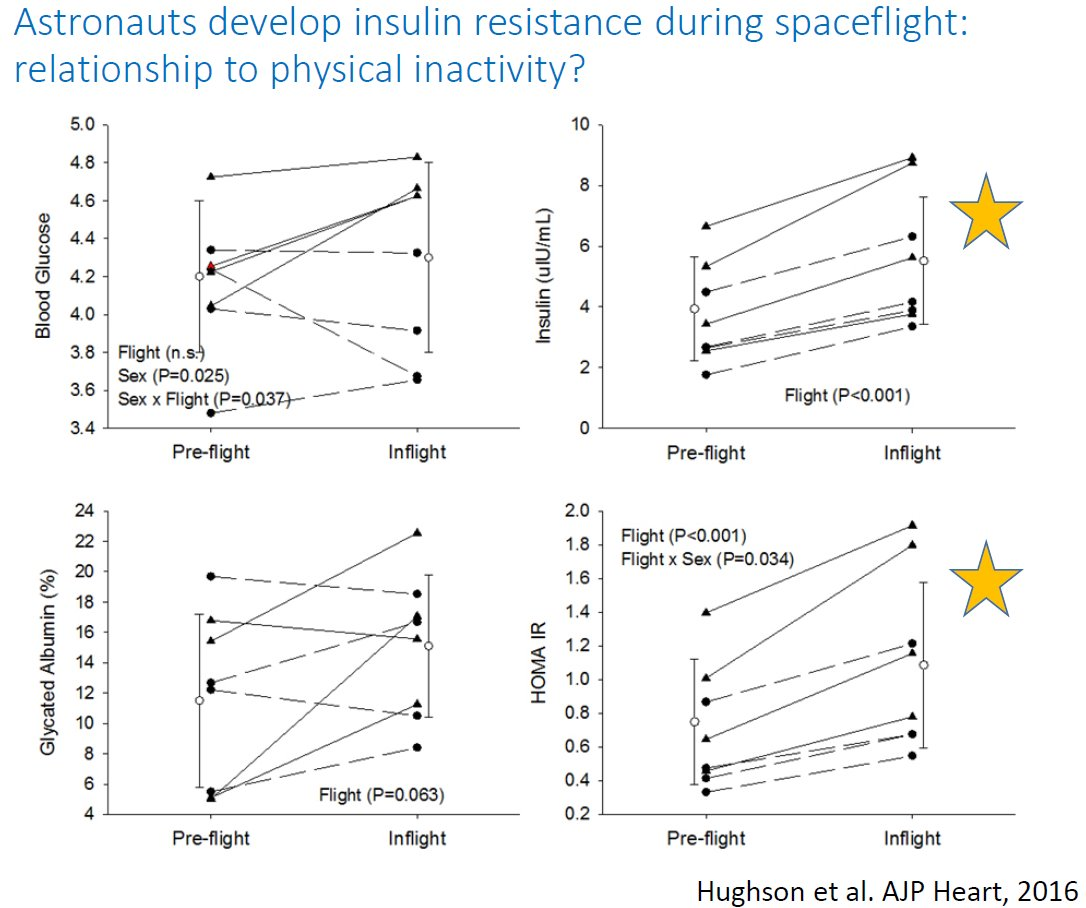 Astronauts develop insulin resistance during spaceflight:
relationship to physical inactivity?
Blood Glucose
5.0
4.8
4.6
4.4
4.2
4.0
3.8
3.6
3.4
Flight (n.s.)
Sex (P=0.025)
Sex x Flight (P=0.037)
Pre-flight
Inflight
Insulin (uIU/mL)
10
8
6
4
2
0
Flight (P<0.001)
Pre-flight
Inflight
Glycated Albumin (%)
24
22
20
18
16
14
12
10
8
6
4
Flight (P=0.063)
Pre-flight
Inflight
HOMA IR
2.0
1.8
1.6
1.4
1.2
1.0
0.8
0.6
0.4
0.2
Flight (P<0.001)
Flight x Sex (P=0.034)
Pre-flight
Inflight
Hughson et al. AJP Heart, 2016